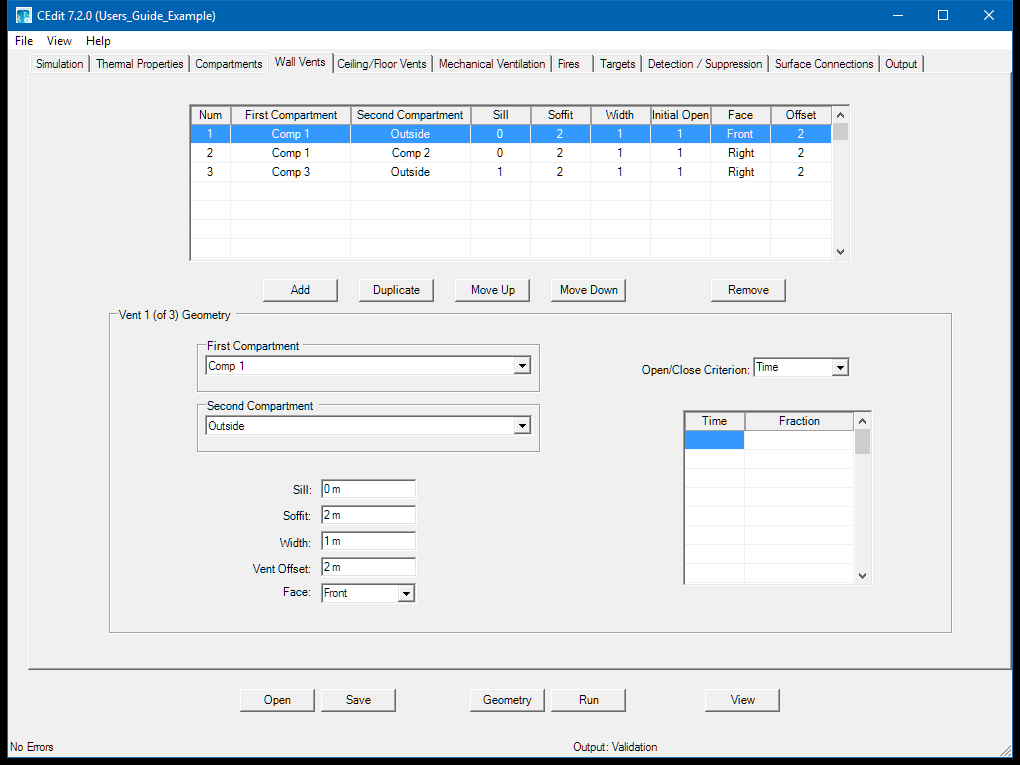 CEdit 7.2.0 (Users_Guide_Example)
File View Help
Simulation Thermal Properties Compartments Wall Vents Ceiling/Floor Vents Mechanical Ventilation Fires Targets Detection / Suppression Surface Connections Output
Num First Compartment Second Compartment Sill Soffit Width Initial Open Face Offset
1 Comp 1 Outside 0 2 1 1 Front 2
2 Comp 1 Comp 2 0 2 1 1 Right 2
3 Comp 3 Outside 1 2 1 1 Right 2
Add Duplicate Move Up Move Down Remove
Vent 1 (of 3) Geometry
First Compartment
Comp 1
Open/Close Criterion: Time
Second Compartment
Outside
Time Fraction
Sill: 0 m
Soffit: 2 m
Width: 1 m
Vent Offset: 2 m
Face: Front
Open Save Geometry Run View
No Errors Output: Validation